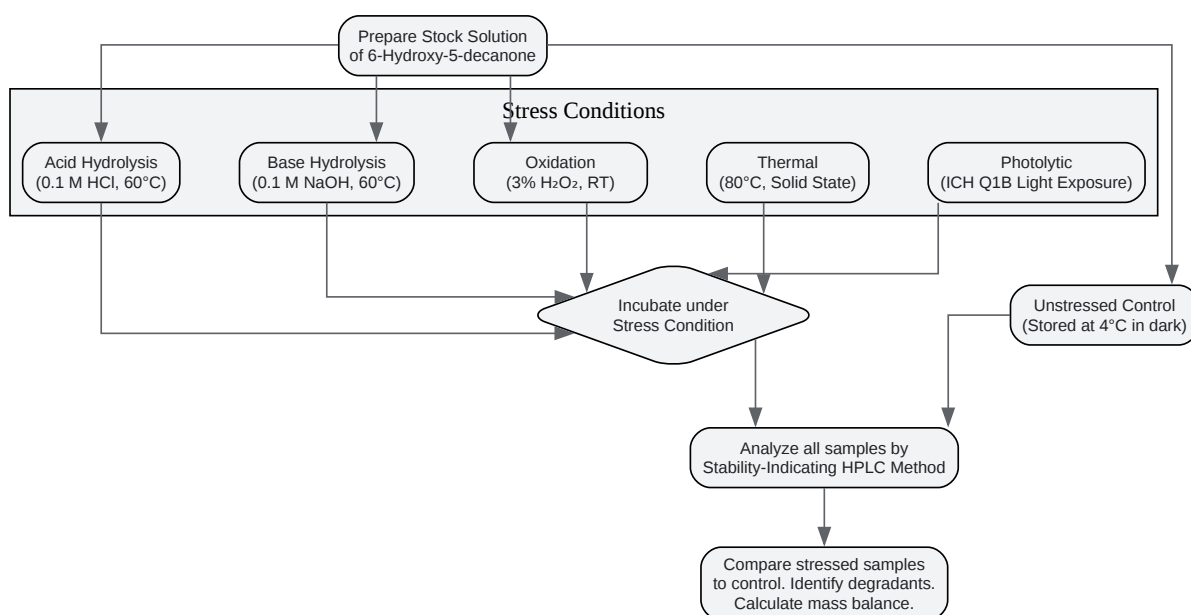 Prepare Stock Solution
of 6-Hydroxy-5-decanone
Stress Conditions
Acid Hydrolysis
(0.1 M HCl, 60°C)
Base Hydrolysis
(0.1 M NaOH, 60°C)
Oxidation
(3% H₂O₂, RT)
Thermal
(80°C, Solid State)
Photolytic
(ICH Q1B Light Exposure)
Incubate under
Stress Condition
Unstressed Control
(Stored at 4°C in dark)
Analyze all samples by
Stability-Indicating HPLC Method
Compare stressed samples
to control. Identify degradants.
Calculate mass balance.